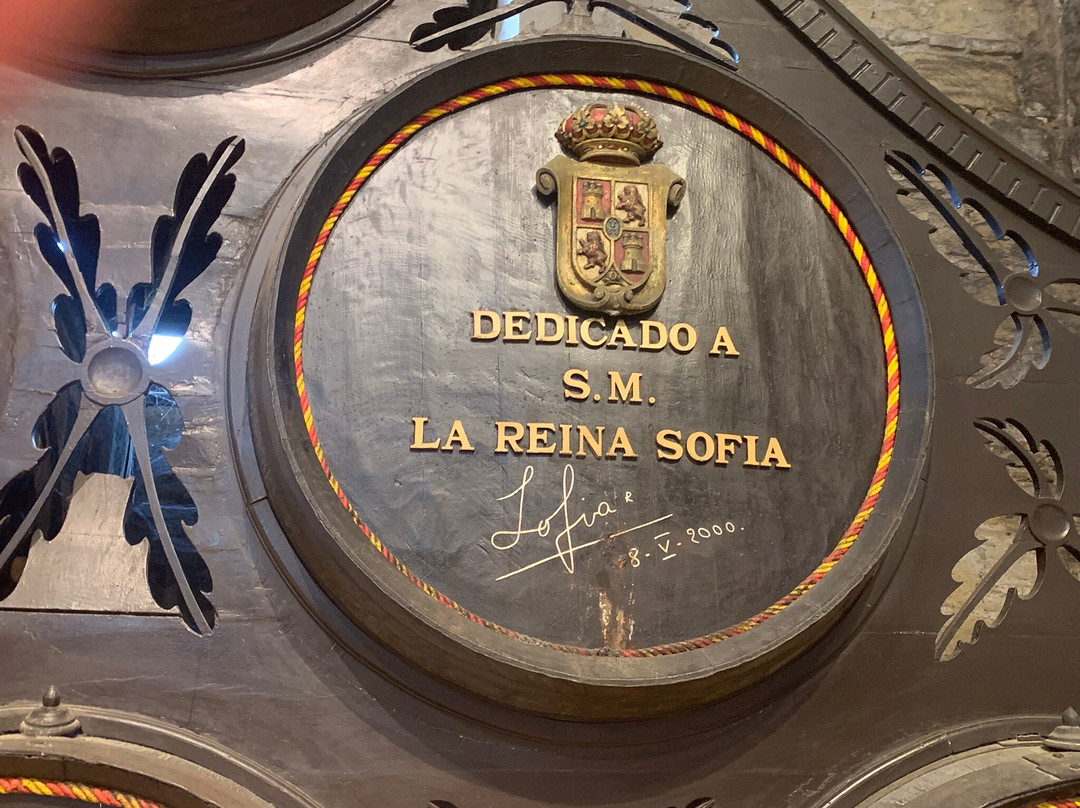 DEDICADO A
S.M.
LA REINA SOFIA
Sofia R
8-V-2000.